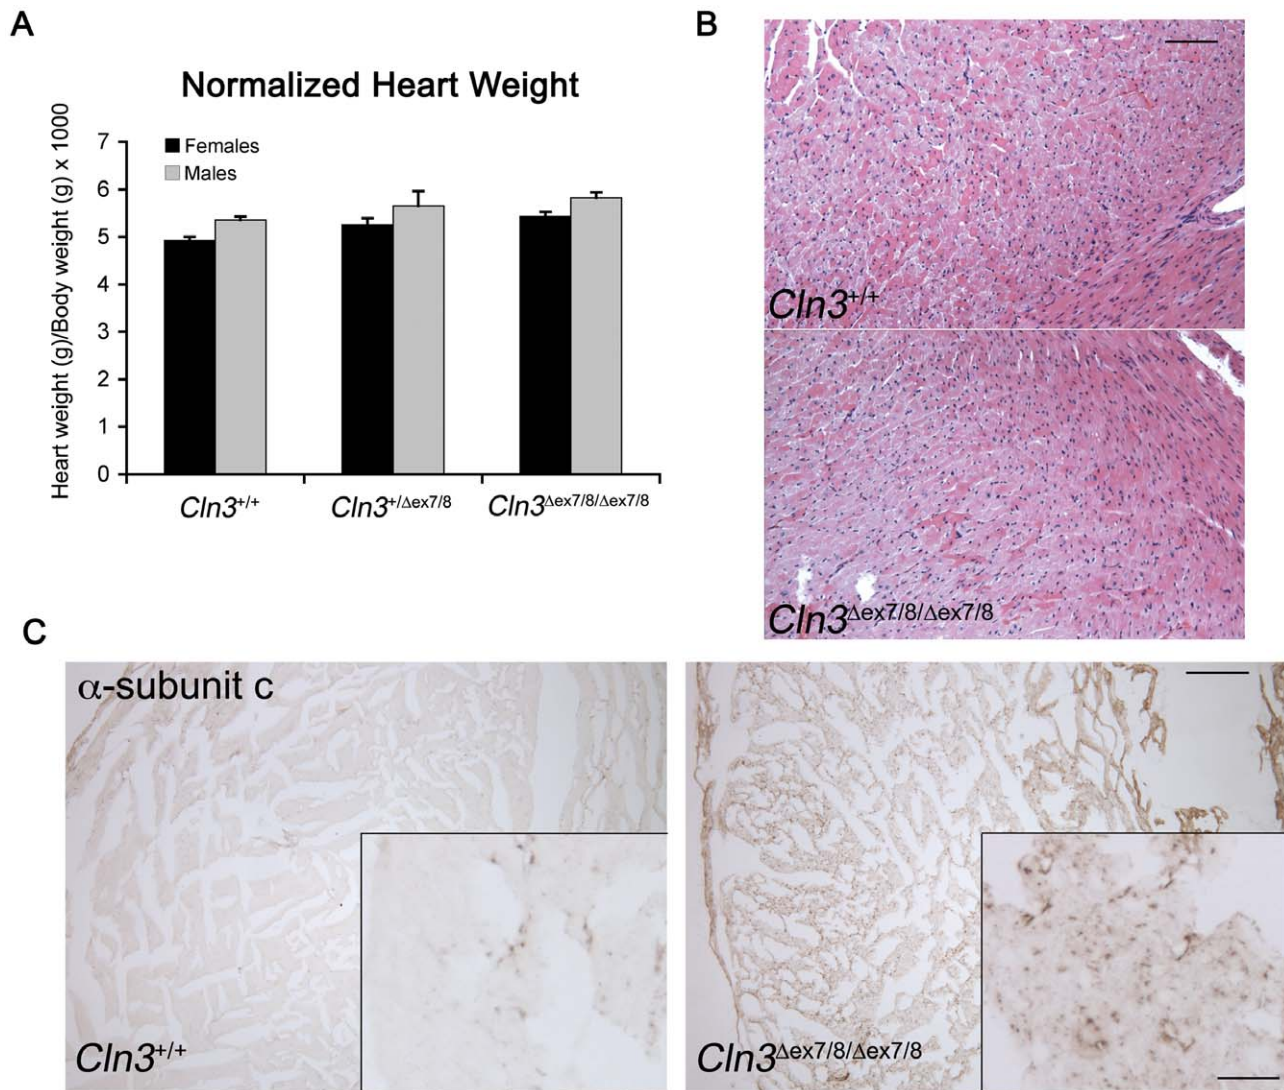 A
Normalized Heart Weight
Heart weight (g)/Body weight (g) x 1000
7
6
5
4
3
2
1
0
Females
Males
Cln3+/+
Cln3+/Δex7/8
Cln3Δex7/8/Δex7/8
B
Cln3+/+
Cln3Δex7/8/Δex7/8
C
α-subunit c
Cln3+/+
Cln3Δex7/8/Δex7/8